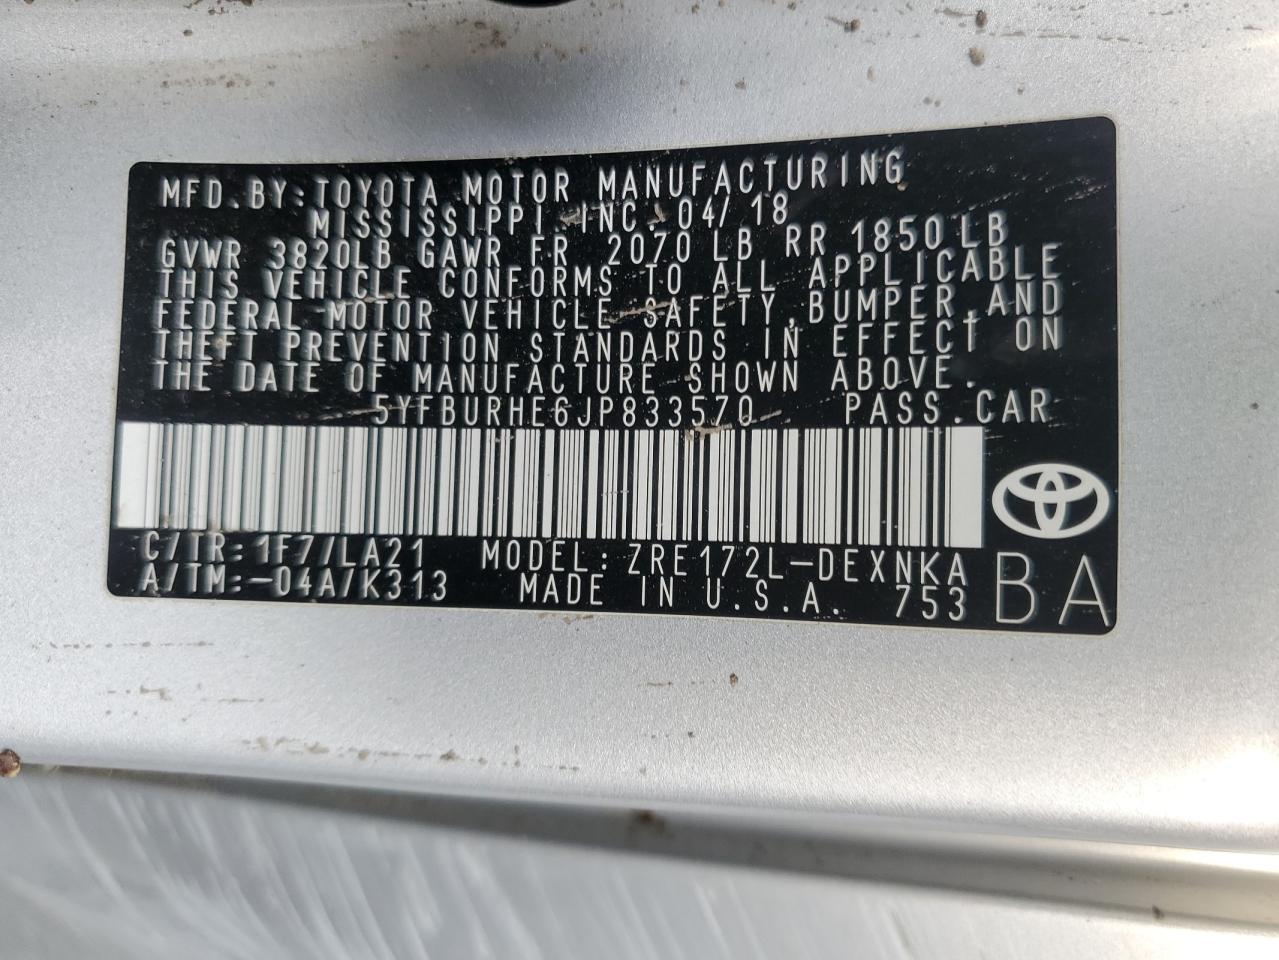 MFD. BY: TOYOTA MOTOR MANUFACTURING
MISSISSIPPI. INC. 04/18
GVWR 3820LB GAWR FR 2070 LB RR 1850 LB
THIS VEHICLE CONFORMS TO ALL APPLICABLE
FEDERAL MOTOR VEHICLE SAFETY, BUMPER, AND
THEFT PREVENTION STANDARDS IN EFFECT ON
THE DATE OF MANUFACTURE SHOWN ABOVE.
5YFBURHE6JP833570 PASS. CAR
C/TR: 1F7/LA21 MODEL: ZRE172L-DEXNKA
A/TM: -04A/K313 MADE IN U.S.A. 753
BA